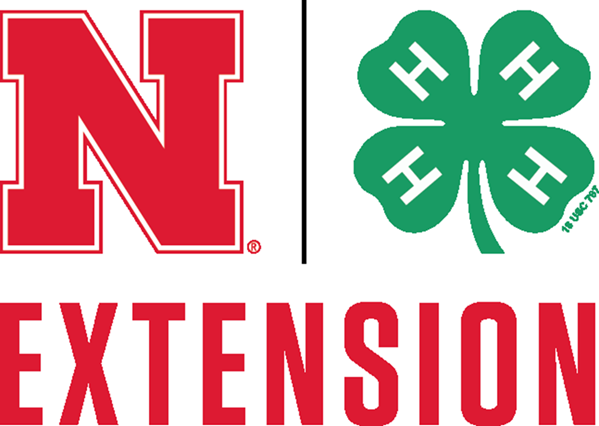 N®
H H
H H
18 USC 707
EXTENSION